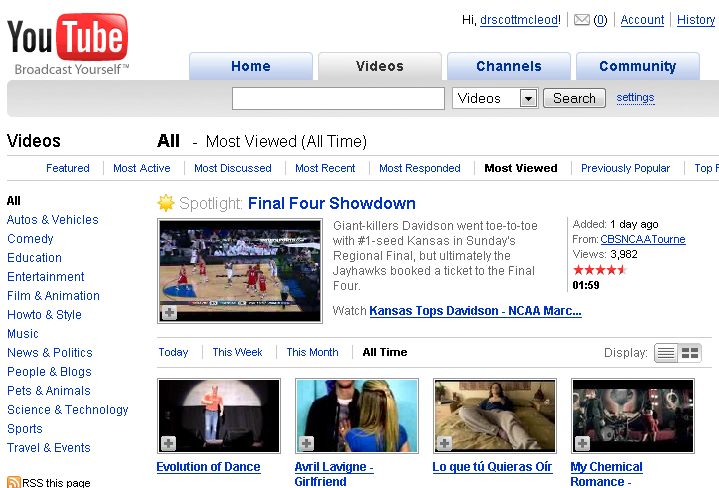 Hi, drscottmcleod! (0) Account History
YouTube
Broadcast Yourself™
Home Videos Channels Community
Videos Search settings
Videos
All - Most Viewed (All Time)
Featured Most Active Most Discussed Most Recent Most Responded Most Viewed Previously Popular Top
All
Autos & Vehicles
Comedy
Education
Entertainment
Film & Animation
Howto & Style
Music
News & Politics
People & Blogs
Pets & Animals
Science & Technology
Sports
Travel & Events
RSS this page
Spotlight: Final Four Showdown
Giant-killers Davidson went toe-to-toe
with #1-seed Kansas in Sunday's
Regional Final, but ultimately the
Jayhawks booked a ticket to the Final
Four.
Watch Kansas Tops Davidson - NCAA Marc...
Added: 1 day ago
From: CBSNCAATourne
Views: 3,982
01:59
Today This Week This Month All Time Display:
Evolution of Dance
Avril Lavigne -
Girlfriend
Lo que tú Quieras Oír
My Chemical
Romance -